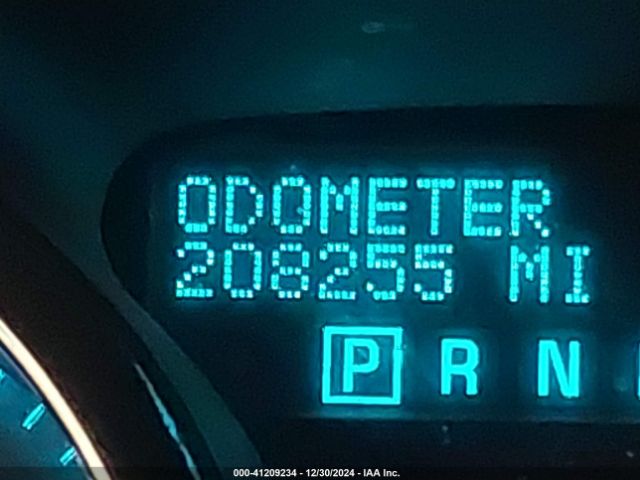 ODOMETER
208255 MI
P R N
000-41209234 - 12/30/2024 - IAA Inc.